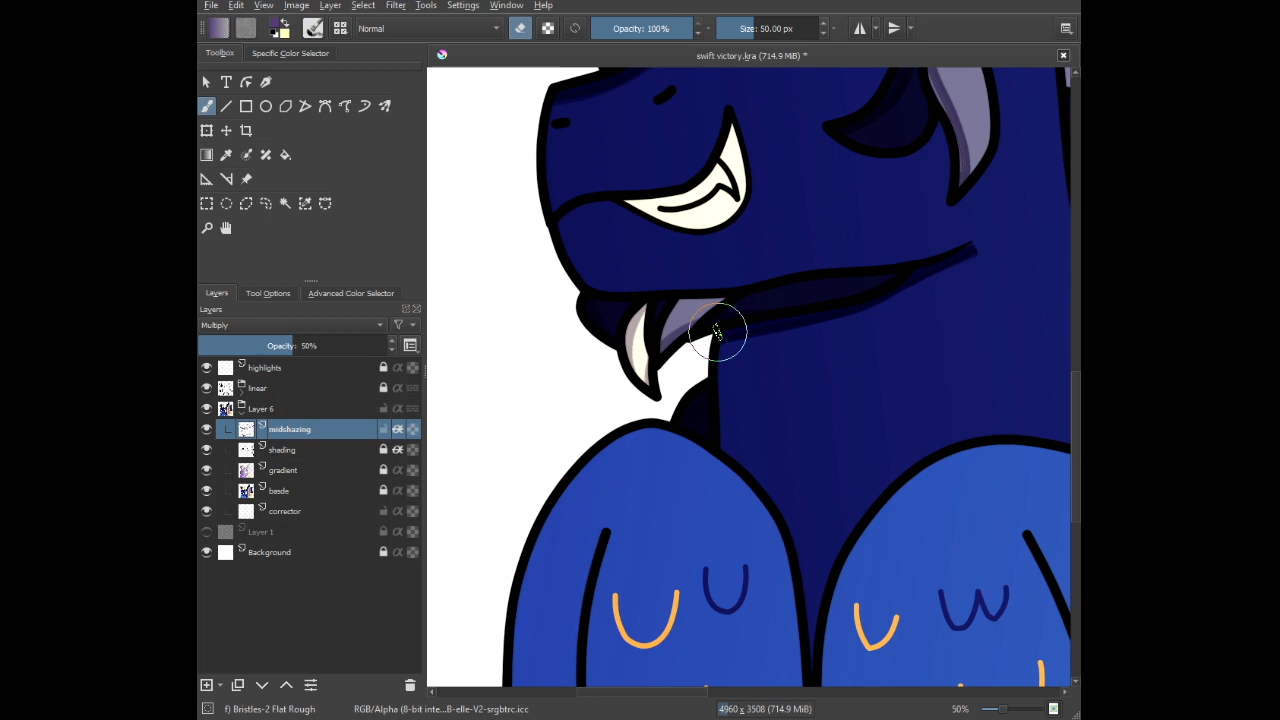 File Edit View Image Layer Select Filter Tools Settings Window Help
Normal Opacity: 100% Size: 50.00 px
Toolbox Specific Color Selector
swift victory.kra (714.9 MiB) *
Layers Tool Options Advanced Color Selector
Layers
Multiply
Opacity: 50%
highlights
linear
Layer 6
midshazing
shading
gradient
basde
corrector
Layer 1
Background
f) Bristles-2 Flat Rough
RGB/Alpha (8-bit inte...B-elle-V2-srgbtrc.icc
4960 x 3508 (714.9 MiB)
50%